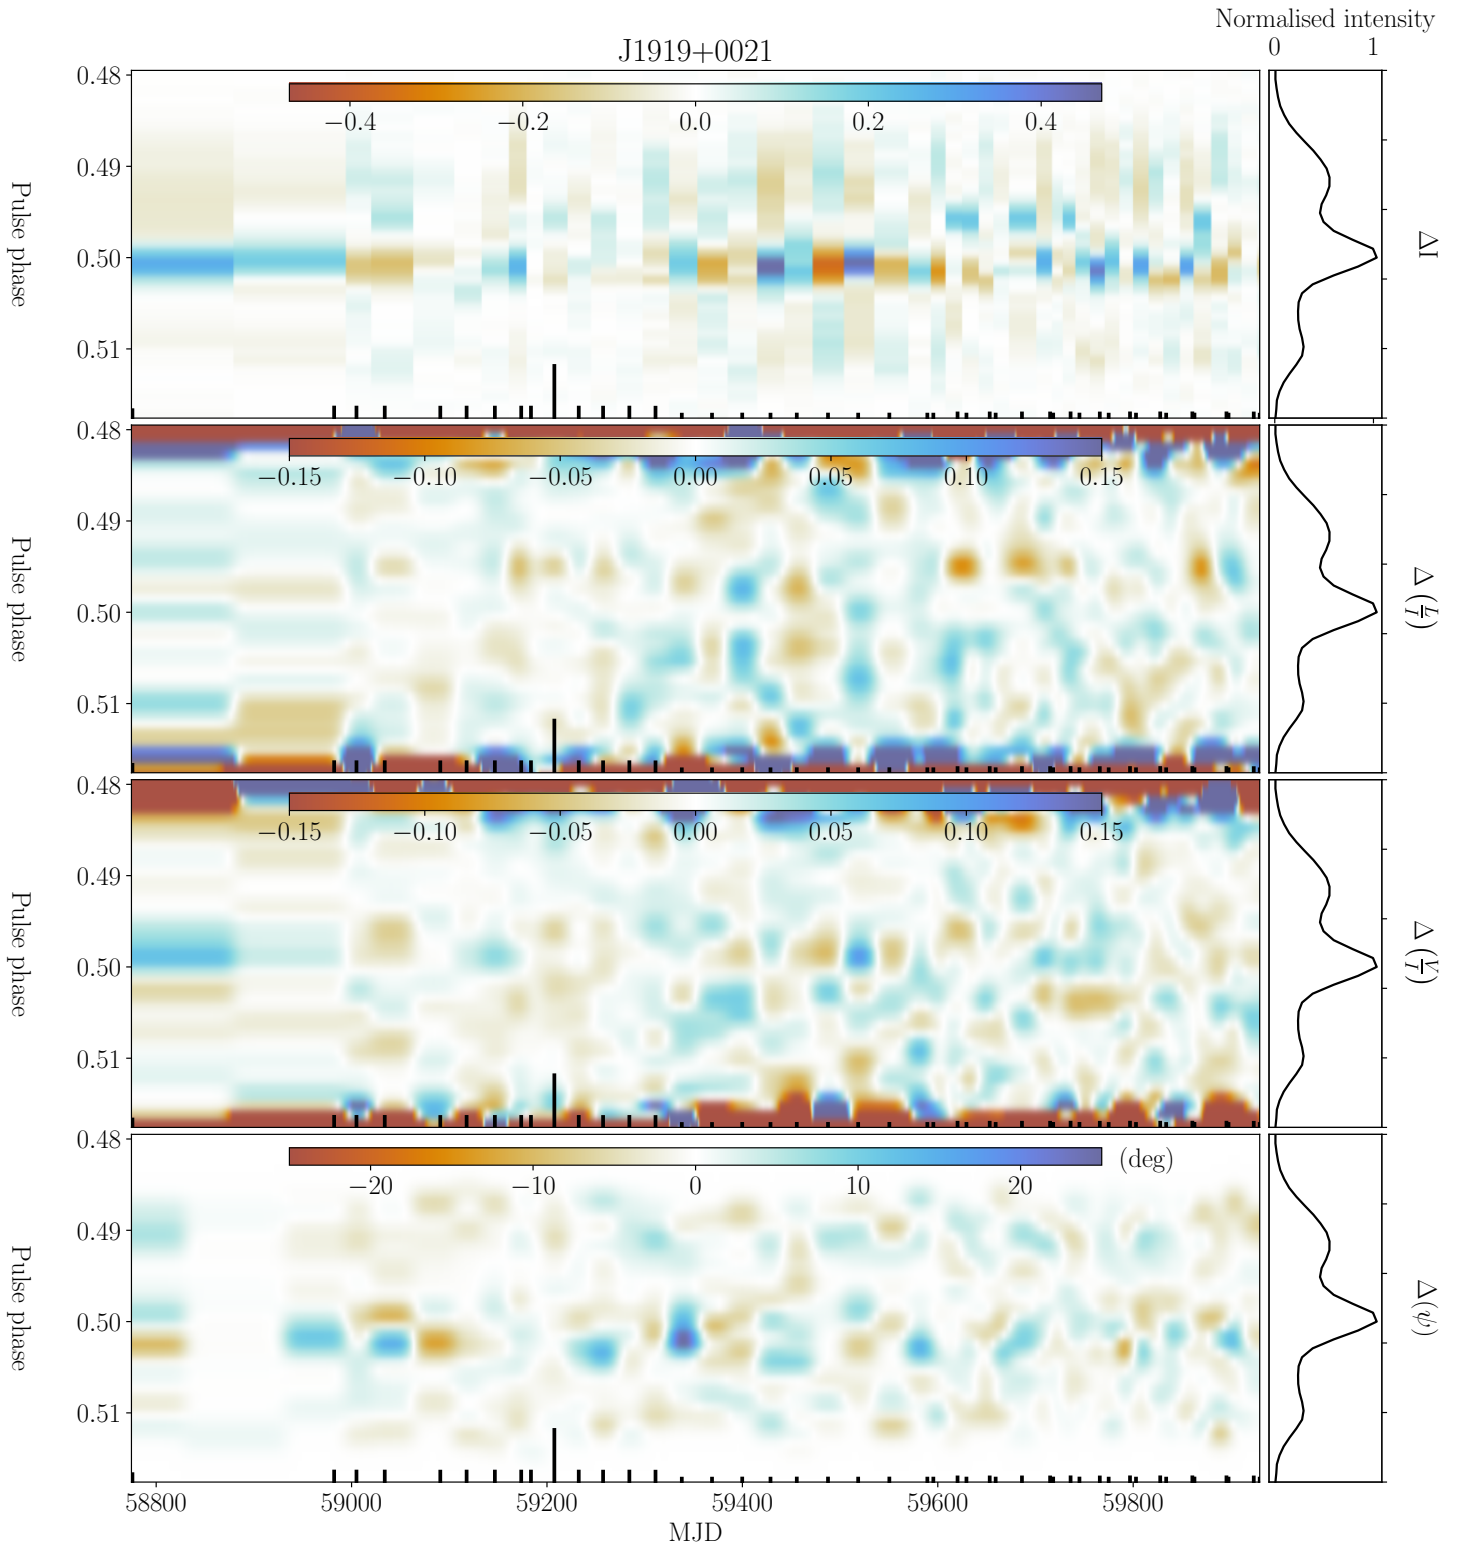 Normalised intensity
J1919+0021
0 1
0.48
−0.4 −0.2 0.0 0.2 0.4
0.49
Pulse phase
0.50
0.51
ΔI
0.48
−0.15 −0.10 −0.05 0.00 0.05 0.10 0.15
0.49
Pulse phase
0.50
0.51
Δ (L/I)
0.48
−0.15 −0.10 −0.05 0.00 0.05 0.10 0.15
0.49
Pulse phase
0.50
0.51
Δ (V/I)
0.48
(deg)
−20 −10 0 10 20
0.49
Pulse phase
0.50
0.51
Δ(ψ)
58800 59000 59200 59400 59600 59800
MJD